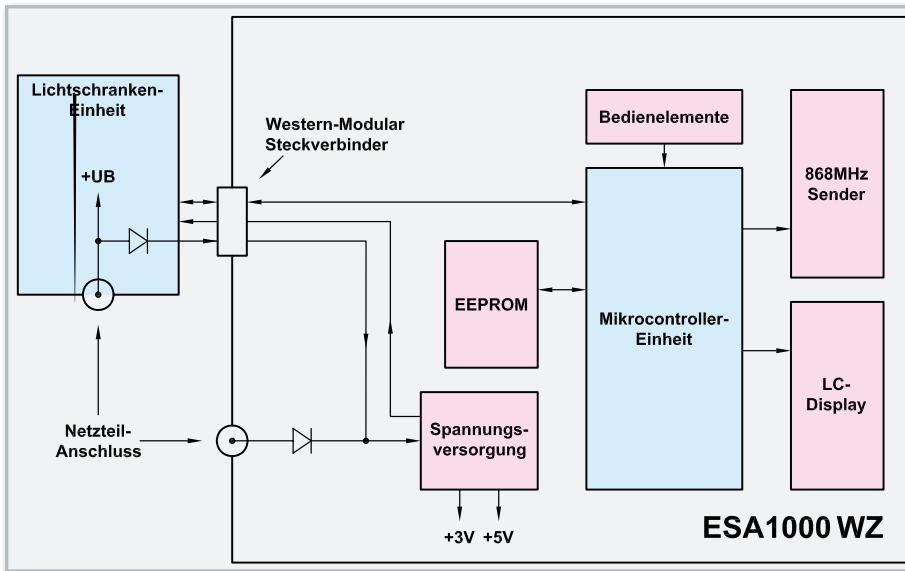 Lichtschranken-
Einheit
+UB
Western-Modular
Steckverbinder
Bedienelemente
868MHz
Sender
EEPROM
Mikrocontroller-
Einheit
LC-
Display
Netzteil-
Anschluss
Spannungs-
versorgung
+3V +5V
ESA1000 WZ